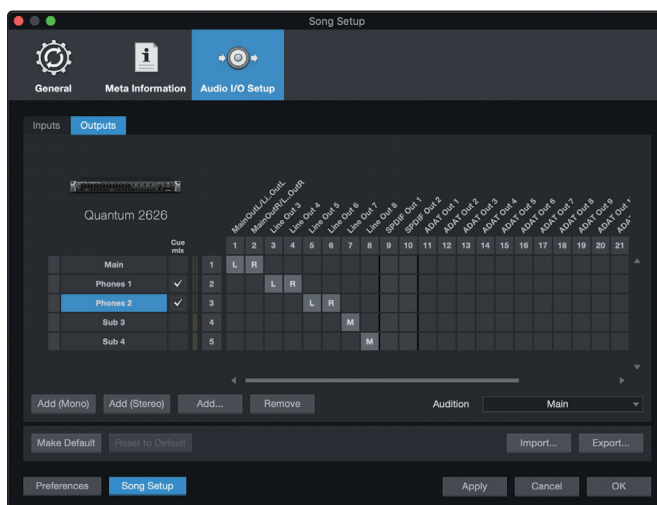 Song Setup
General
Meta Information
Audio I/O Setup
Inputs
Outputs
Quantum 2626
MainOutL/Ll..OutL
MainOutR/L..OutR
Line Out 3
Line Out 4
Line Out 5
Line Out 6
Line Out 7
Line Out 8
SPDIF Out 1
SPDIF Out 2
ADAT Out 1
ADAT Out 2
ADAT Out 3
ADAT Out 4
ADAT Out 5
ADAT Out 6
ADAT Out 7
ADAT Out 8
ADAT Out 9
Cue mix
1 2 3 4 5 6 7 8 9 10 11 12 13 14 15 16 17 18 19 20 21
Main 1 L R
Phones 1 ✓ 2 L R
Phones 2 ✓ 3 L R
Sub 3 4 M
Sub 4 5 M
Add (Mono) Add (Stereo) Add... Remove Audition Main
Make Default Reset to Default Import... Export...
Preferences Song Setup Apply Cancel OK